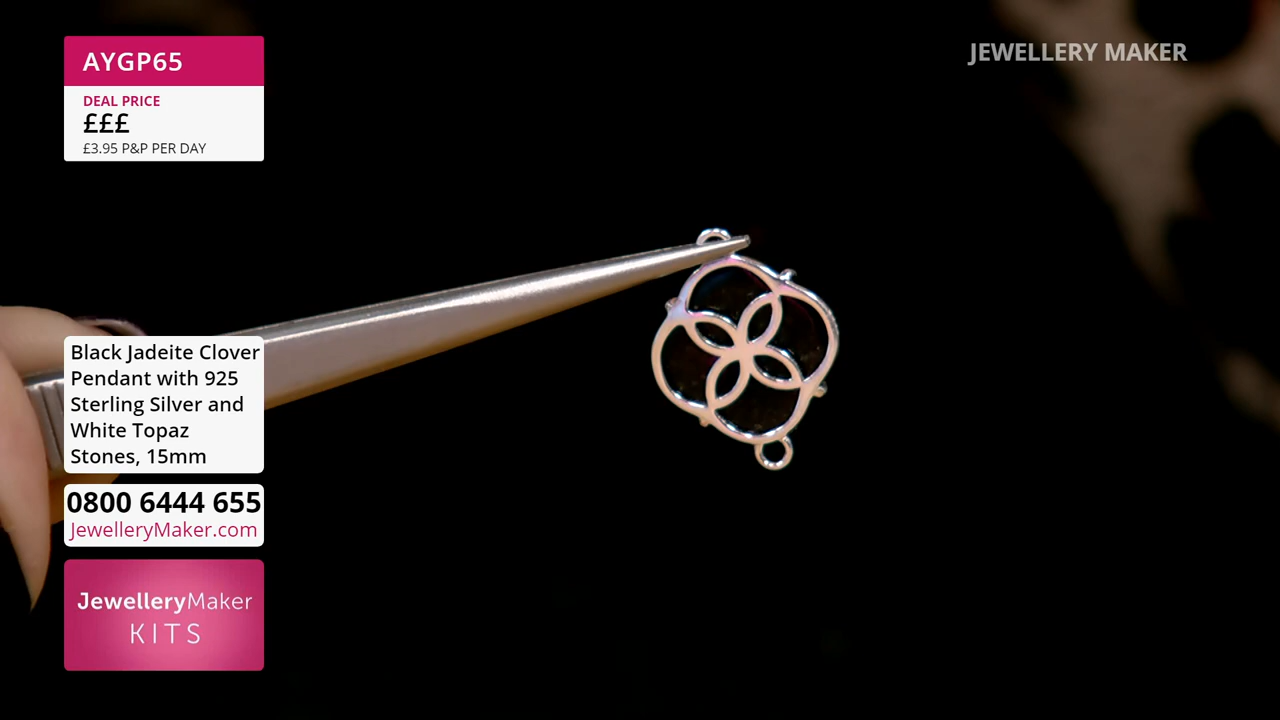 AYGP65
DEAL PRICE
£££
£3.95 P&P PER DAY
JEWELLERY MAKER
Black Jadeite Clover
Pendant with 925
Sterling Silver and
White Topaz
Stones, 15mm
0800 6444 655
JewelleryMaker.com
JewelleryMaker
KITS